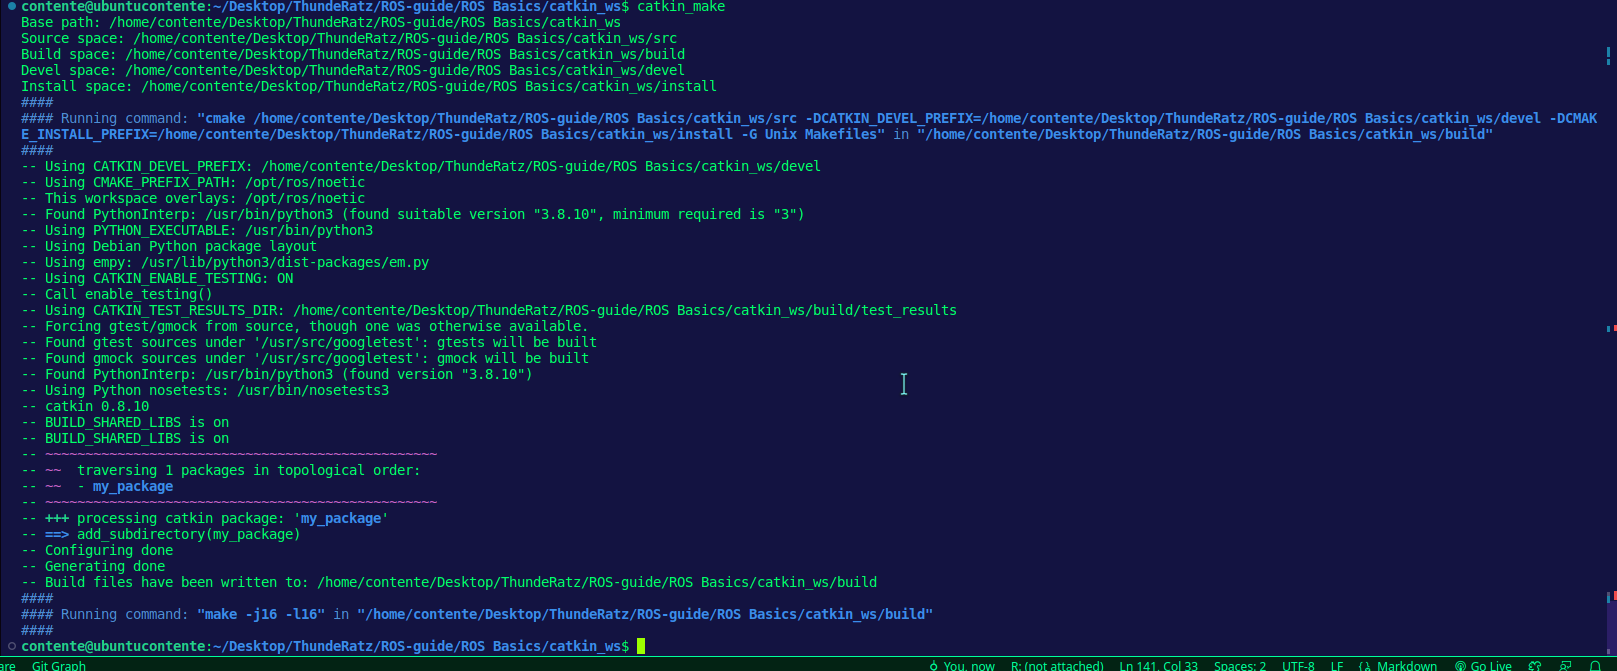 contente@ubuntucontente:~/Desktop/ThundeRatz/ROS-guide/ROS Basics/catkin_ws$ catkin_make
Base path: /home/contente/Desktop/ThundeRatz/ROS-guide/ROS Basics/catkin_ws
Source space: /home/contente/Desktop/ThundeRatz/ROS-guide/ROS Basics/catkin_ws/src
Build space: /home/contente/Desktop/ThundeRatz/ROS-guide/ROS Basics/catkin_ws/build
Devel space: /home/contente/Desktop/ThundeRatz/ROS-guide/ROS Basics/catkin_ws/devel
Install space: /home/contente/Desktop/ThundeRatz/ROS-guide/ROS Basics/catkin_ws/install
####
#### Running command: "cmake /home/contente/Desktop/ThundeRatz/ROS-guide/ROS Basics/catkin_ws/src -DCATKIN_DEVEL_PREFIX=/home/contente/Desktop/ThundeRatz/ROS-guide/ROS Basics/catkin_ws/devel -DCMAK
E_INSTALL_PREFIX=/home/contente/Desktop/ThundeRatz/ROS-guide/ROS Basics/catkin_ws/install -G Unix Makefiles" in "/home/contente/Desktop/ThundeRatz/ROS-guide/ROS Basics/catkin_ws/build"
####
-- Using CATKIN_DEVEL_PREFIX: /home/contente/Desktop/ThundeRatz/ROS-guide/ROS Basics/catkin_ws/devel
-- Using CMAKE_PREFIX_PATH: /opt/ros/noetic
-- This workspace overlays: /opt/ros/noetic
-- Found PythonInterp: /usr/bin/python3 (found suitable version "3.8.10", minimum required is "3")
-- Using PYTHON_EXECUTABLE: /usr/bin/python3
-- Using Debian Python package layout
-- Using empy: /usr/lib/python3/dist-packages/em.py
-- Using CATKIN_ENABLE_TESTING: ON
-- Call enable_testing()
-- Using CATKIN_TEST_RESULTS_DIR: /home/contente/Desktop/ThundeRatz/ROS-guide/ROS Basics/catkin_ws/build/test_results
-- Forcing gtest/gmock from source, though one was otherwise available.
-- Found gtest sources under '/usr/src/googletest': gtests will be built
-- Found gmock sources under '/usr/src/googletest': gmock will be built
-- Found PythonInterp: /usr/bin/python3 (found version "3.8.10")
-- Using Python nosetests: /usr/bin/nosetests3
-- catkin 0.8.10
-- BUILD_SHARED_LIBS is on
-- BUILD_SHARED_LIBS is on
-- ~~~~~~~~~~~~~~~~~~~~~~~~~~~~~~~~~~~~~~~~~~~~~~~~~
-- ~~  traversing 1 packages in topological order:
-- ~~  - my_package
-- ~~~~~~~~~~~~~~~~~~~~~~~~~~~~~~~~~~~~~~~~~~~~~~~~~
-- +++ processing catkin package: 'my_package'
-- ==> add_subdirectory(my_package)
-- Configuring done
-- Generating done
-- Build files have been written to: /home/contente/Desktop/ThundeRatz/ROS-guide/ROS Basics/catkin_ws/build
####
#### Running command: "make -j16 -l16" in "/home/contente/Desktop/ThundeRatz/ROS-guide/ROS Basics/catkin_ws/build"
####
contente@ubuntucontente:~/Desktop/ThundeRatz/ROS-guide/ROS Basics/catkin_ws$
are Git Graph You, now R: (not attached) Ln 141, Col 33 Spaces: 2 UTF-8 LF Markdown Go Live